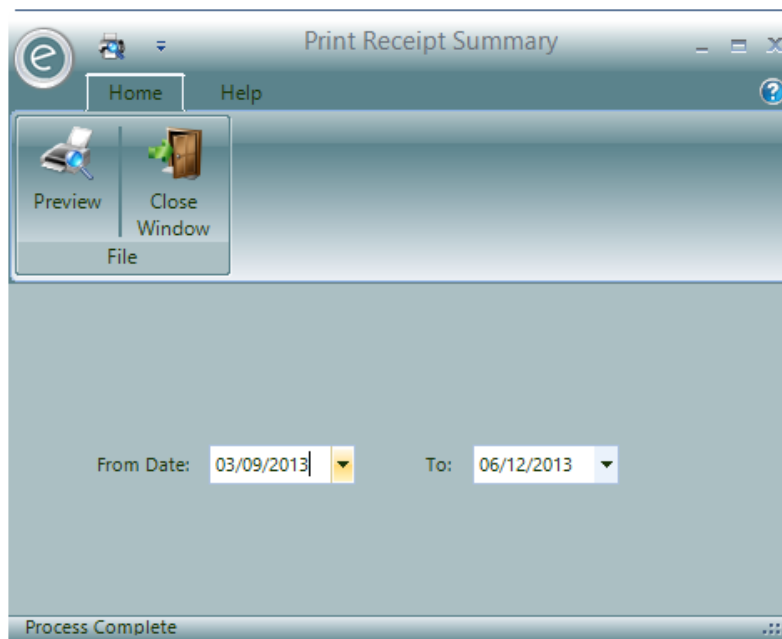 Print Receipt Summary
Home Help
Preview Close
Window
File
From Date: 03/09/2013 To: 06/12/2013
Process Complete